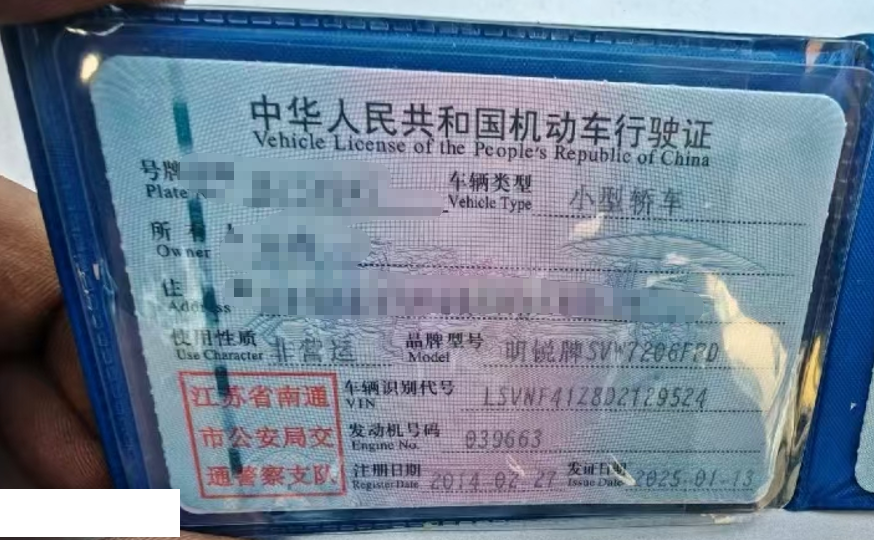 中华人民共和国机动车行驶证
Vehicle License of the People's Republic of China
号牌
Plate
车辆类型 小型轿车
Vehicle Type
所有人
Owner
住
Address
使用性质 非营运 品牌型号 明锐牌SVW7206FPD
Use Character Model
江苏省南通
市公安局交
通警察支队
车辆识别代号 LSVNF41Z8D2129524
VIN
发动机号码 039663
Engine No.
注册日期 2014-02-27 发证日期 2025-01-13
Register Date Issue Date